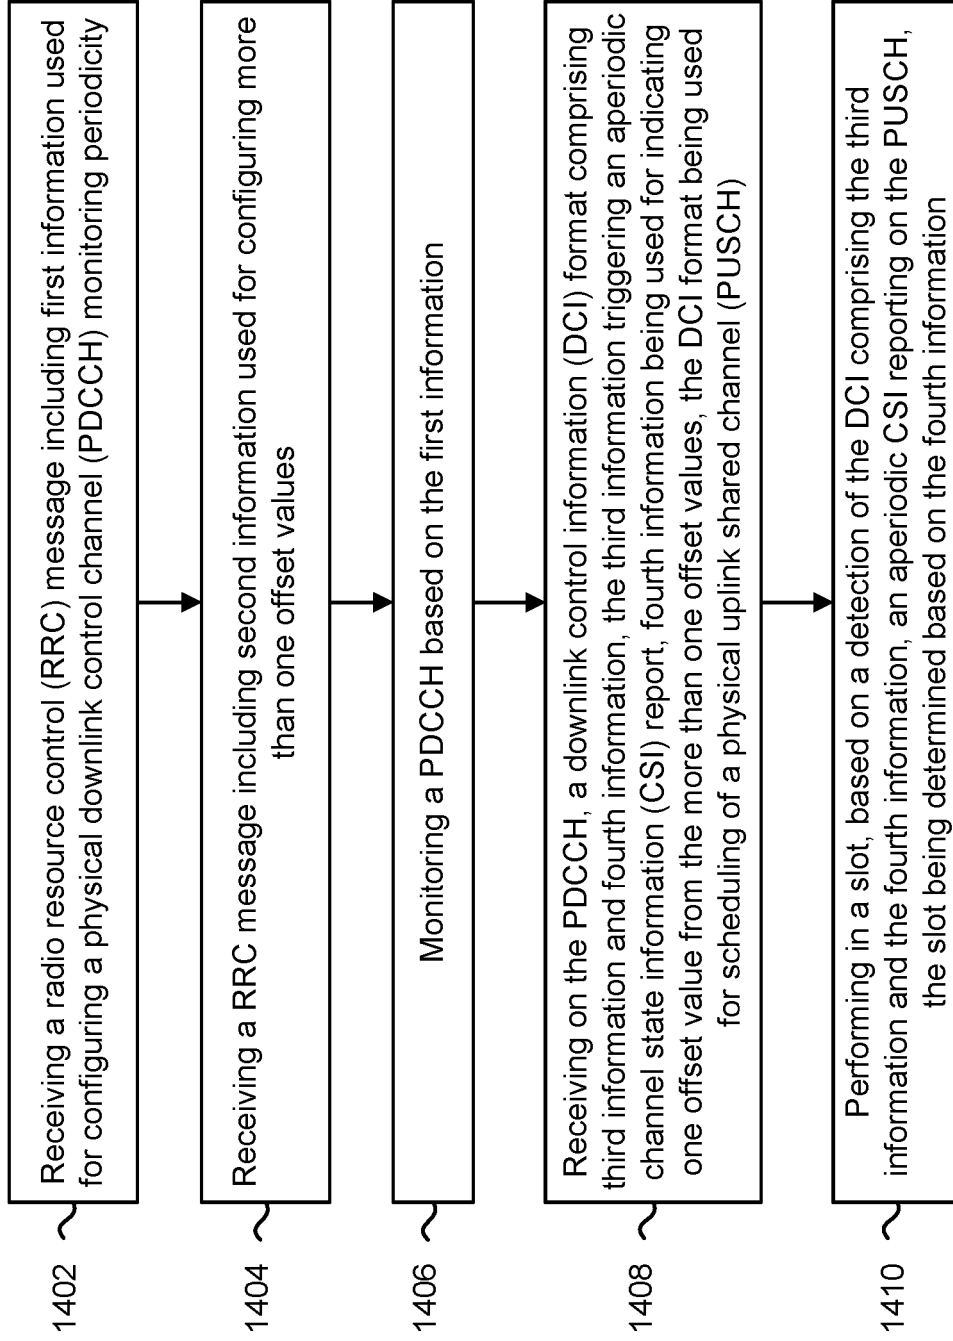 1402
Receiving a radio resource control (RRC) message including first information used
for configuring a physical downlink control channel (PDCCH) monitoring periodicity
1404
Receiving a RRC message including second information used for configuring more
than one offset values
1406
Monitoring a PDCCH based on the first information
1408
Receiving on the PDCCH, a downlink control information (DCI) format comprising
third information and fourth information, the third information triggering an aperiodic
channel state information (CSI) report, fourth information being used for indicating
one offset value from the more than one offset values, the DCI format being used
for scheduling of a physical uplink shared channel (PUSCH)
1410
Performing in a slot, based on a detection of the DCI comprising the third
information and the fourth information, an aperiodic CSI reporting on the PUSCH,
the slot being determined based on the fourth information